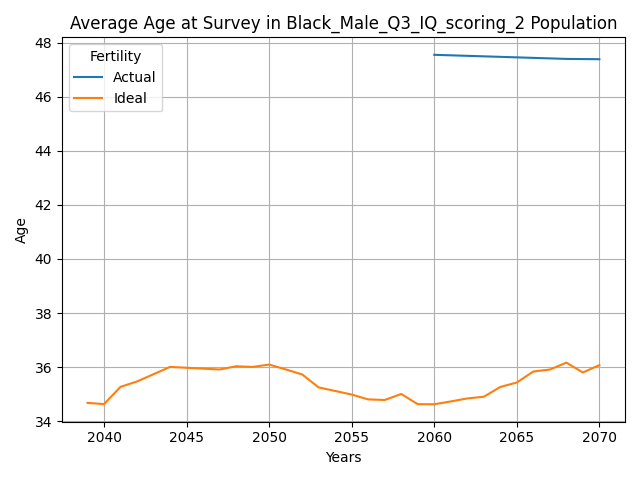 Average Age at Survey in Black_Male_Q3_IQ_scoring_2 Population
Fertility
Actual
Ideal
48
46
44
42
40
38
36
34
Age
2040
2045
2050
2055
2060
2065
2070
Years